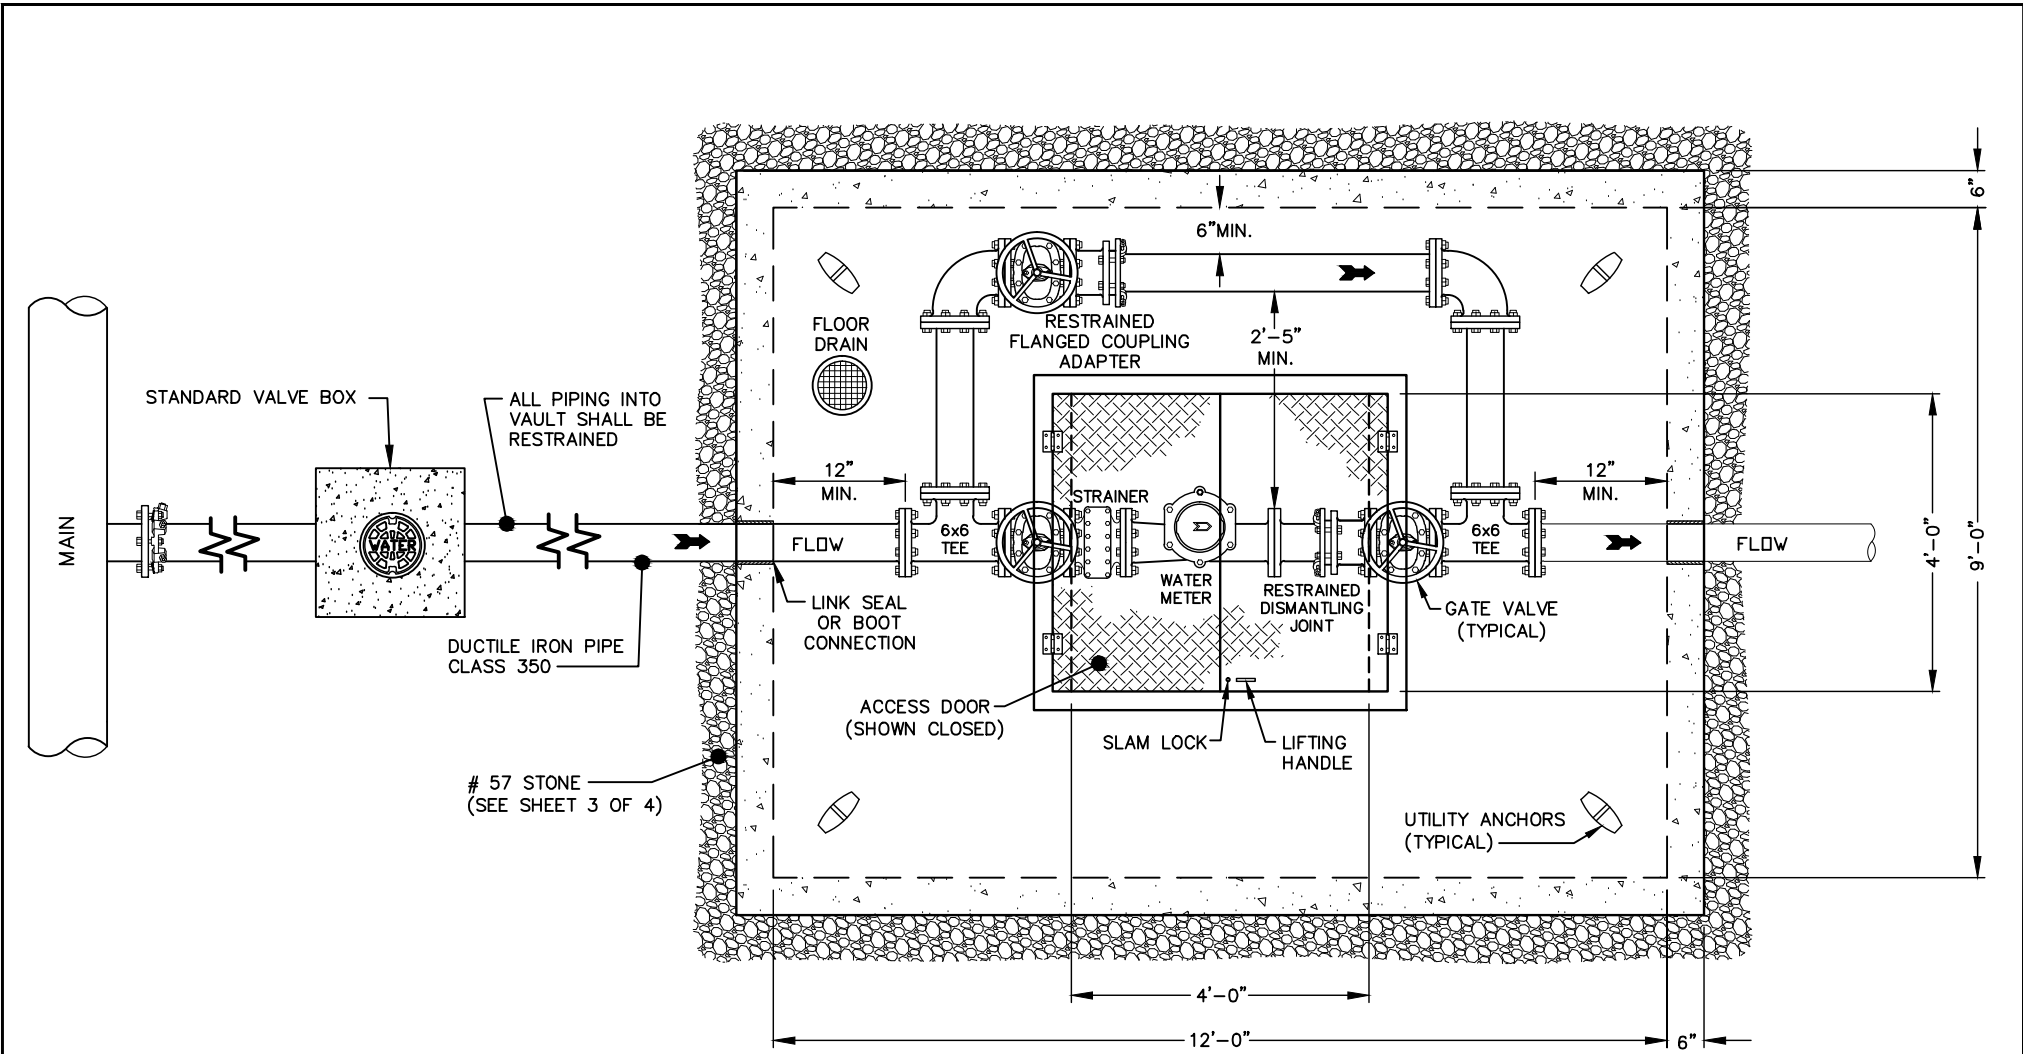 6"
6"MIN.
FLOOR
DRAIN
RESTRAINED
FLANGED COUPLING
ADAPTER
2'-5"
MIN.
STANDARD VALVE BOX
ALL PIPING INTO
VAULT SHALL BE
RESTRAINED
12"
MIN.
STRAINER
12"
MIN.
MAIN
WATER
FLOW
6x6
TEE
6x6
TEE
FLOW
4'-0"
9'-0"
WATER
METER
RESTRAINED
DISMANTLING
JOINT
GATE VALVE
(TYPICAL)
LINK SEAL
OR BOOT
CONNECTION
DUCTILE IRON PIPE
CLASS 350
ACCESS DOOR
(SHOWN CLOSED)
SLAM LOCK
LIFTING
HANDLE
# 57 STONE
(SEE SHEET 3 OF 4)
UTILITY ANCHORS
(TYPICAL)
4'-0"
12'-0"
6"